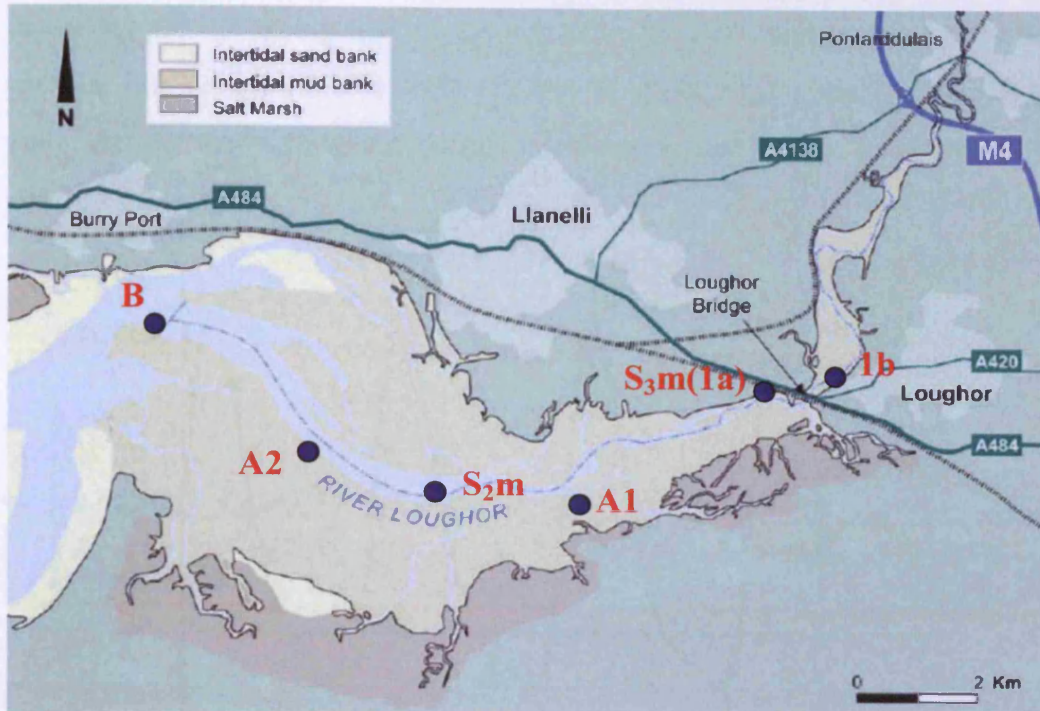 Intertidal sand bank
Intertidal mud bank
Salt Marsh
N
Pontarddulais
A4138
M4
A484
Burry Port
Llanelli
Loughor
Bridge
B
S₃m(1a)
1b
A420
Loughor
A484
A2
S₂m
A1
RIVER LOUGHOR
0 2 Km